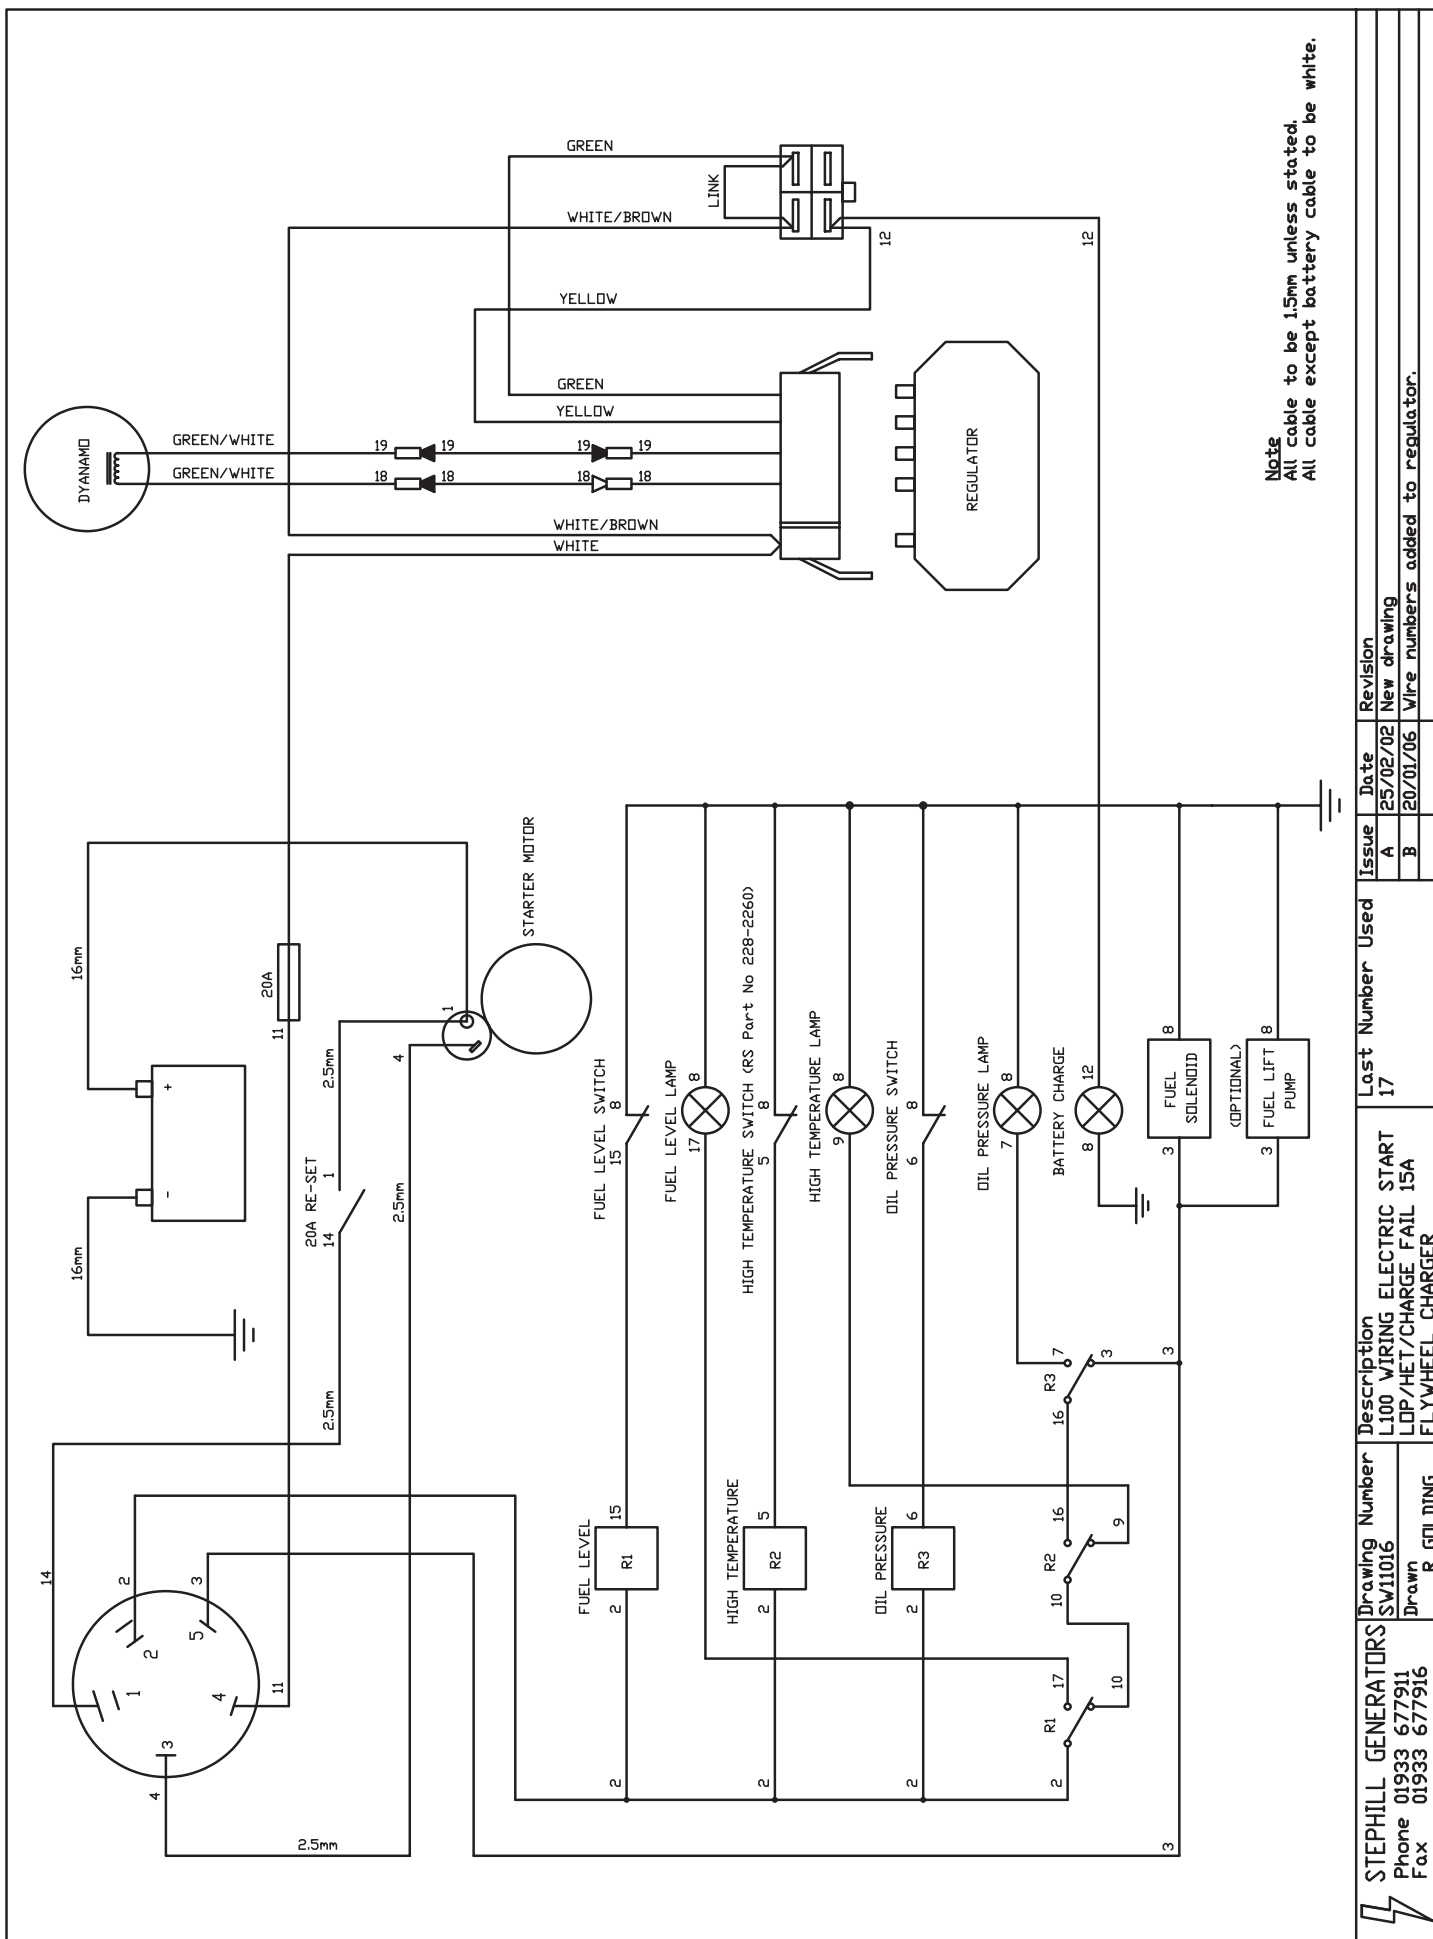 DYANAMO
GREEN/WHITE
GREEN/WHITE
19
19
19
19
18
18
18
18
GREEN
WHITE/BROWN
YELLOW
GREEN
YELLOW
WHITE/BROWN
WHITE
LINK
12
12
REGULATOR
Note
All cable to be 1.5mm unless stated.
All cable except battery cable to be white.
16mm
16mm
+
-
20A
11
2.5mm
1
4
STARTER MOTOR
20A RE-SET
14
1
2.5mm
2.5mm
14
2
3
1
2
5
4
3
11
4
2.5mm
FUEL LEVEL SWITCH
15
8
FUEL LEVEL LAMP
17
8
HIGH TEMPERATURE SWITCH (RS Part No 228-2260)
5
8
HIGH TEMPERATURE LAMP
9
8
OIL PRESSURE SWITCH
6
8
OIL PRESSURE LAMP
7
8
BATTERY CHARGE
8
12
FUEL
SOLENOID
3
8
(OPTIONAL)
FUEL LIFT
PUMP
3
8
FUEL LEVEL
2
R1
15
HIGH TEMPERATURE
2
R2
5
OIL PRESSURE
2
R3
6
R3
16
7
3
3
R2
10
16
9
R1
2
17
10
2
2
2
3
STEPHILL GENERATORS
Phone 01933 677911
Fax 01933 677916
Drawing Number
SW11016
Drawn
R GOLDING
Description
L100 WIRING ELECTRIC START
LOP/HET/CHARGE FAIL 15A
FLYWHEEL CHARGER
Last Number Used
17
Issue Date Revision
A 25/02/02 New drawing
B 20/01/06 Wire numbers added to regulator.